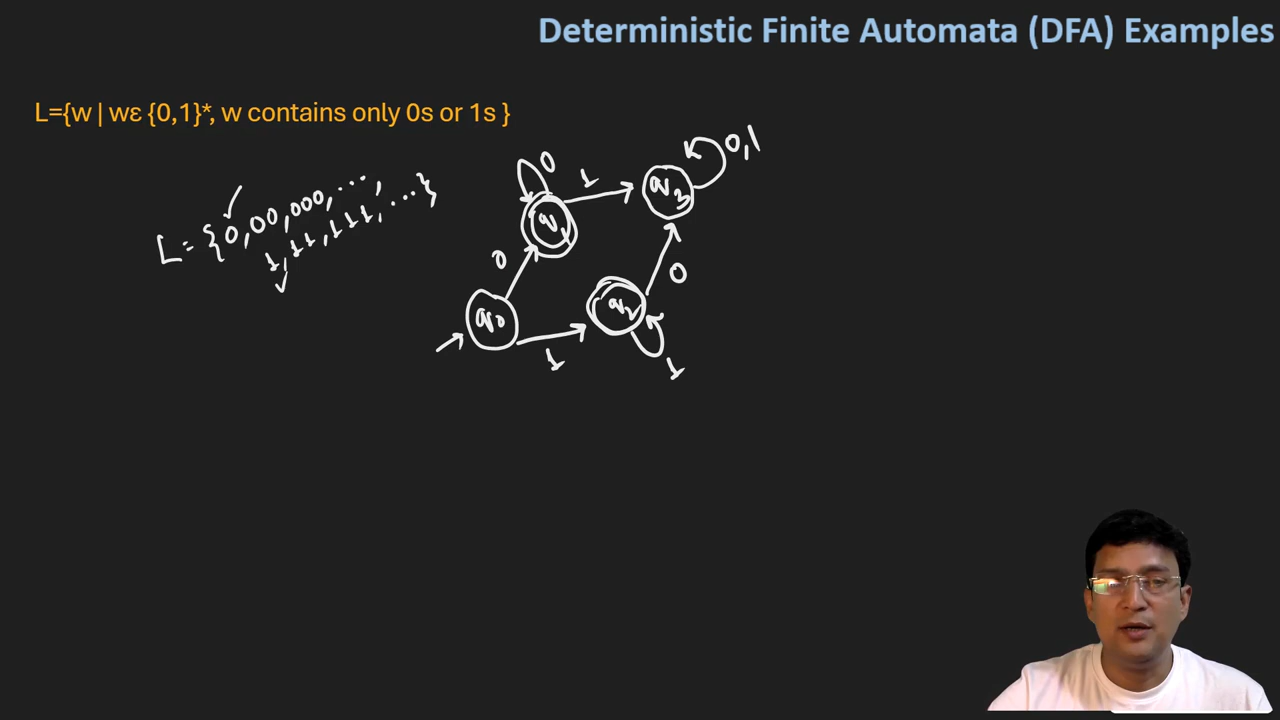 Deterministic Finite Automata (DFA) Examples
L={w | wε {0,1}*, w contains only 0s or 1s }
L = {0,00,000,...,
1,11,111,...}
0
1
0,1
q1
q3
0
0
q0
q2
1
1